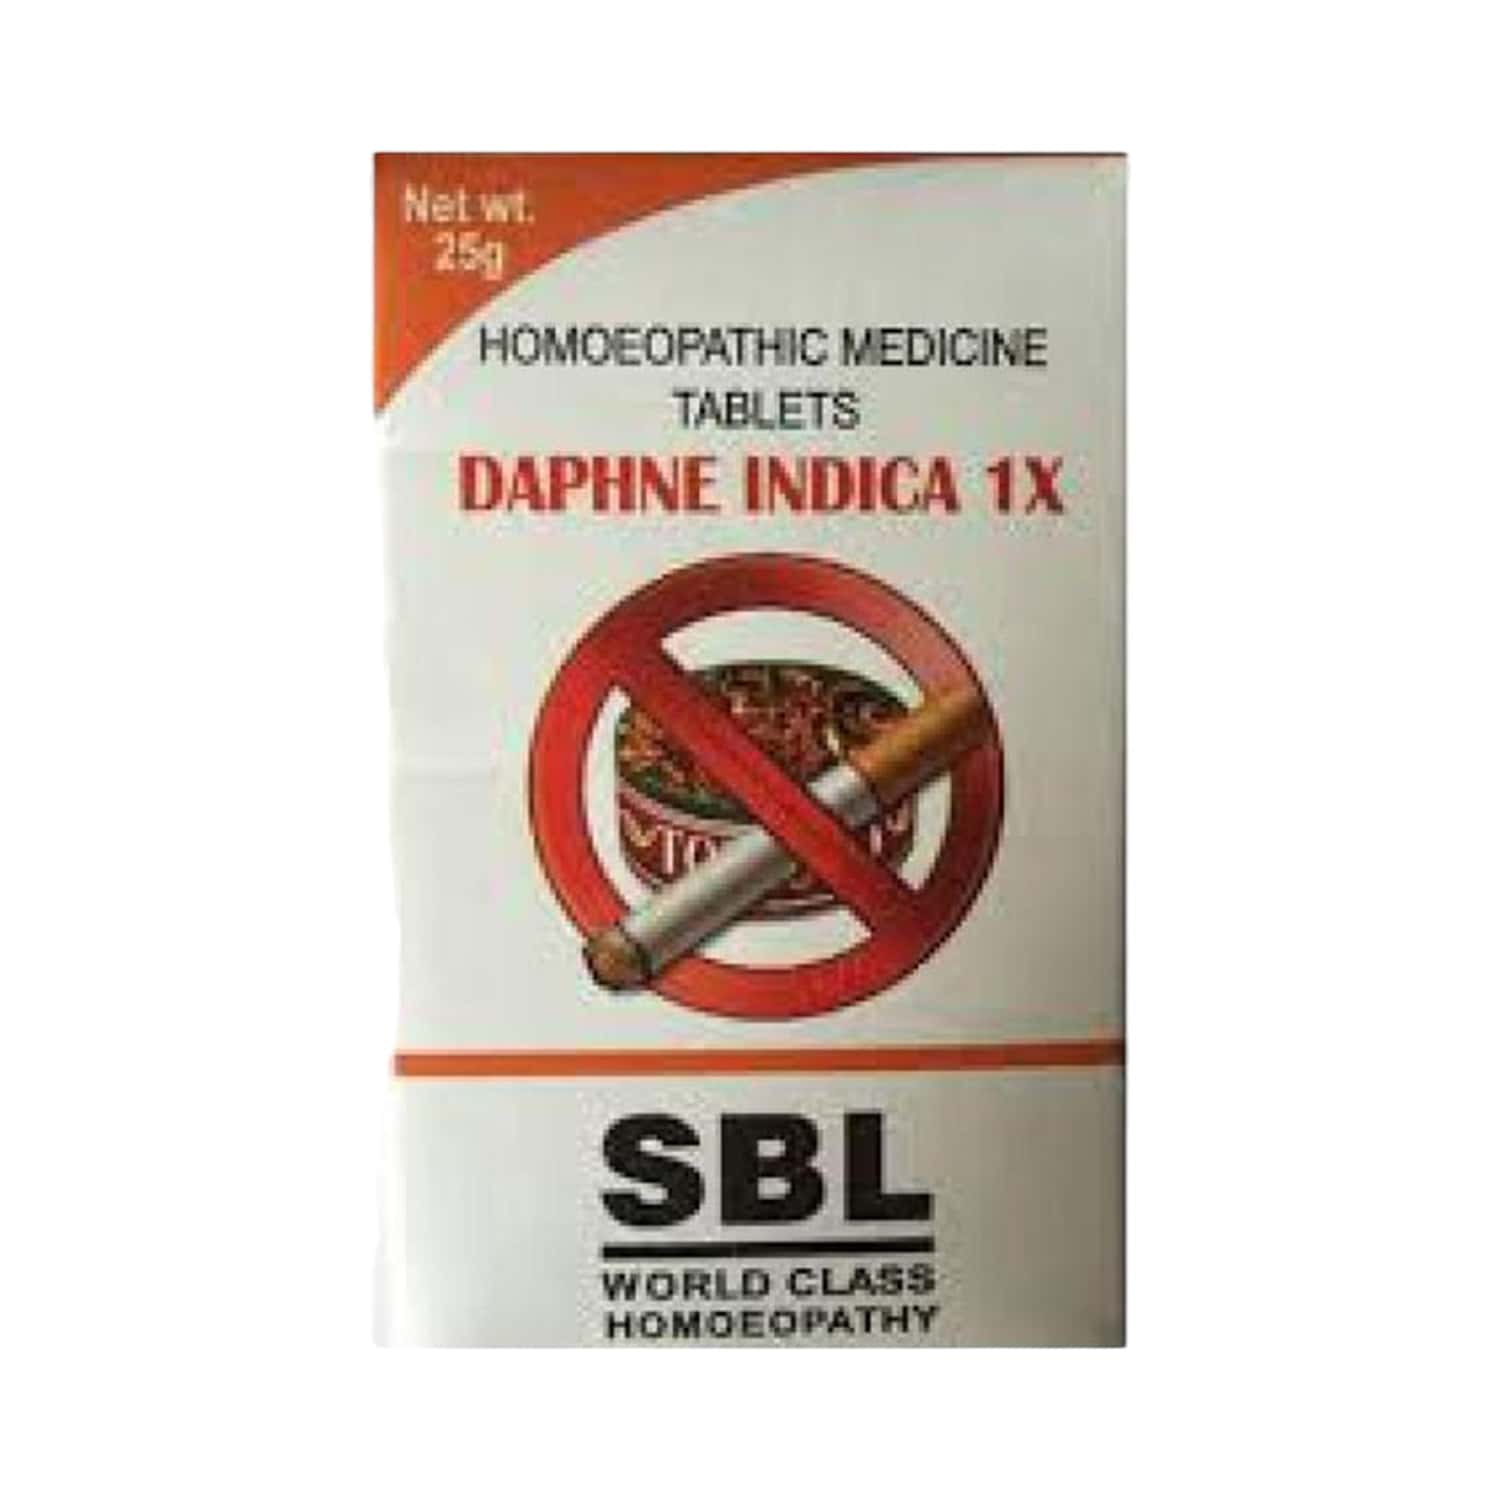 Net wt.
25g
HOMOEOPATHIC MEDICINE
TABLETS
DAPHNE INDICA 1X
SBL
WORLD CLASS
HOMOEOPATHY